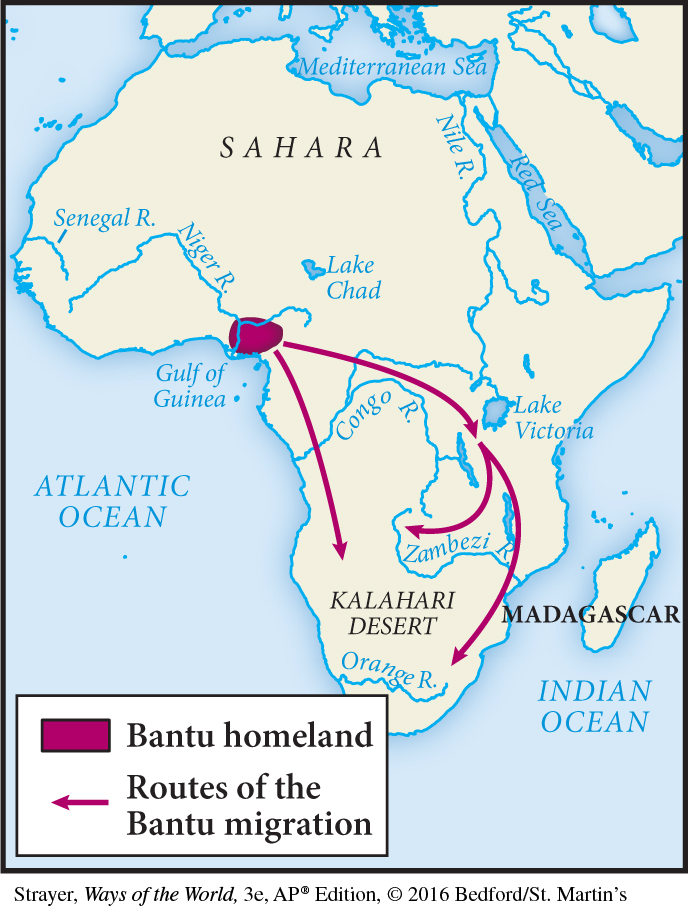 Mediterranean Sea
SAHARA
Nile R.
Red Sea
Senegal R.
Niger R.
Lake
Chad
Gulf of
Guinea
Congo R.
Lake
Victoria
ATLANTIC
OCEAN
Zambezi R.
KALAHARI
DESERT
MADAGASCAR
Orange R.
INDIAN
OCEAN
Bantu homeland
Routes of the
Bantu migration
Strayer, Ways of the World, 3e, AP® Edition, © 2016 Bedford/St. Martin's